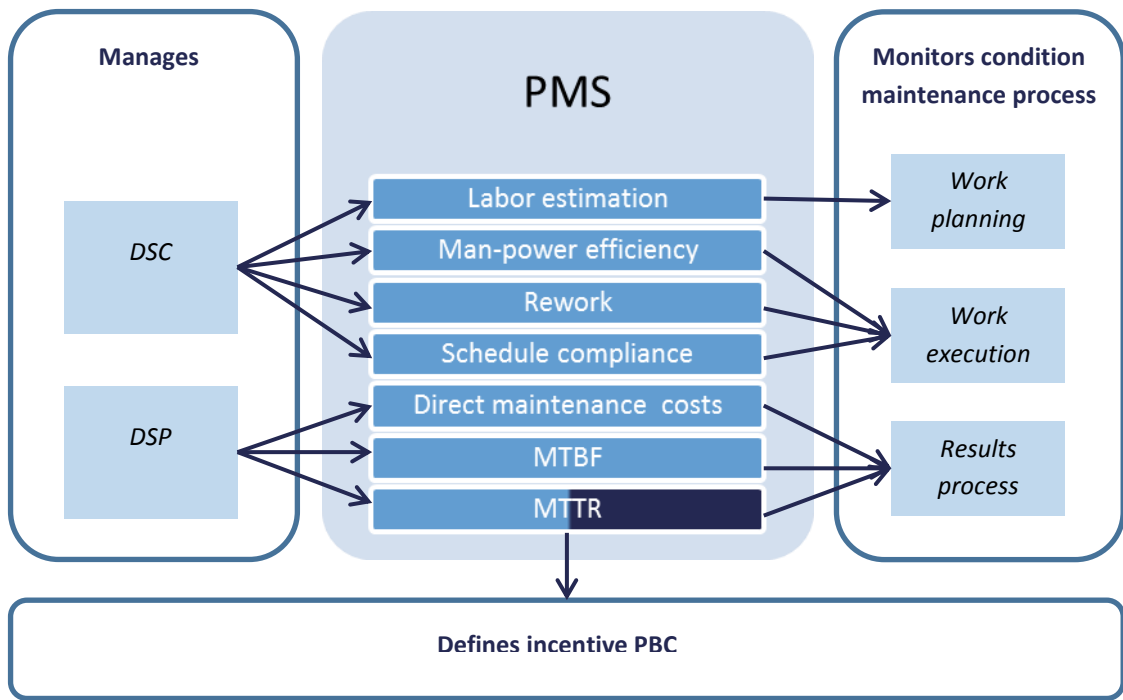 Manages
DSC
DSP
PMS
Labor estimation
Man-power efficiency
Rework
Schedule compliance
Direct maintenance costs
MTBF
MTTR
Monitors condition
maintenance process
Work
planning
Work
execution
Results
process
Defines incentive PBC